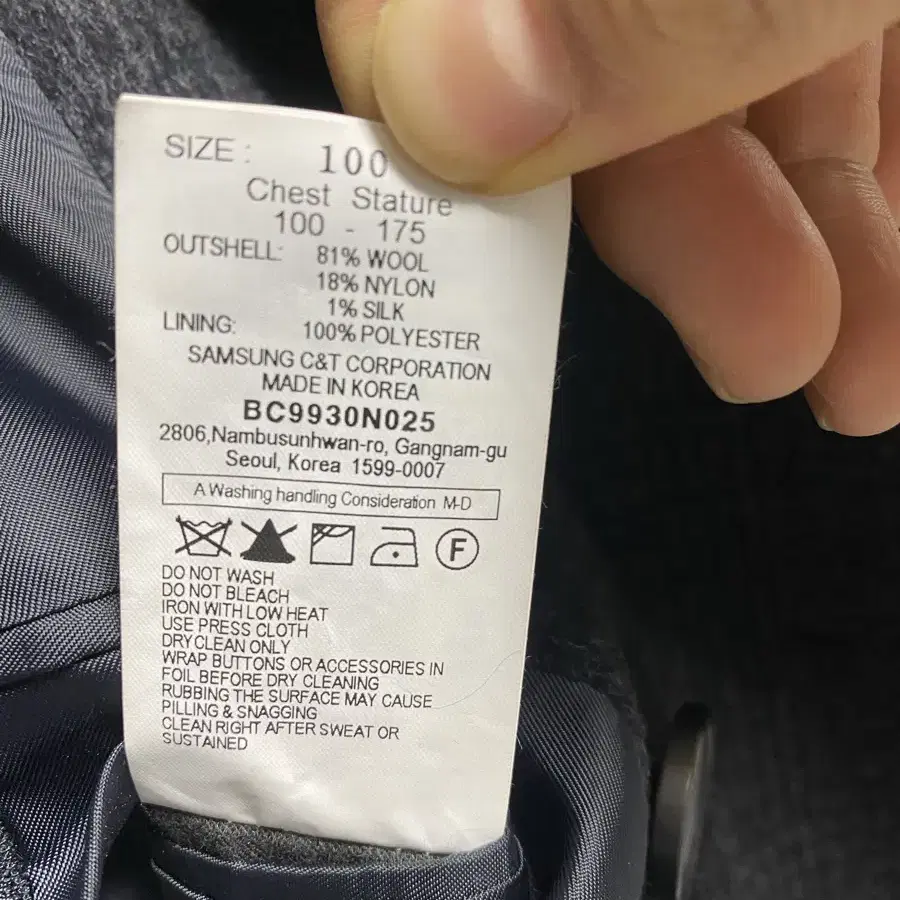 SIZE : 100
Chest Stature
100 - 175
OUTSHELL: 81% WOOL
18% NYLON
1% SILK
LINING: 100% POLYESTER
SAMSUNG C&T CORPORATION
MADE IN KOREA
BC9930N025
2806,Nambusunhwan-ro, Gangnam-gu
Seoul, Korea 1599-0007
A Washing handling Consideration M-D
F
DO NOT WASH
DO NOT BLEACH
IRON WITH LOW HEAT
USE PRESS CLOTH
DRY CLEAN ONLY
WRAP BUTTONS OR ACCESSORIES IN
FOIL BEFORE DRY CLEANING
RUBBING THE SURFACE MAY CAUSE
PILLING & SNAGGING
CLEAN RIGHT AFTER SWEAT OR
SUSTAINED